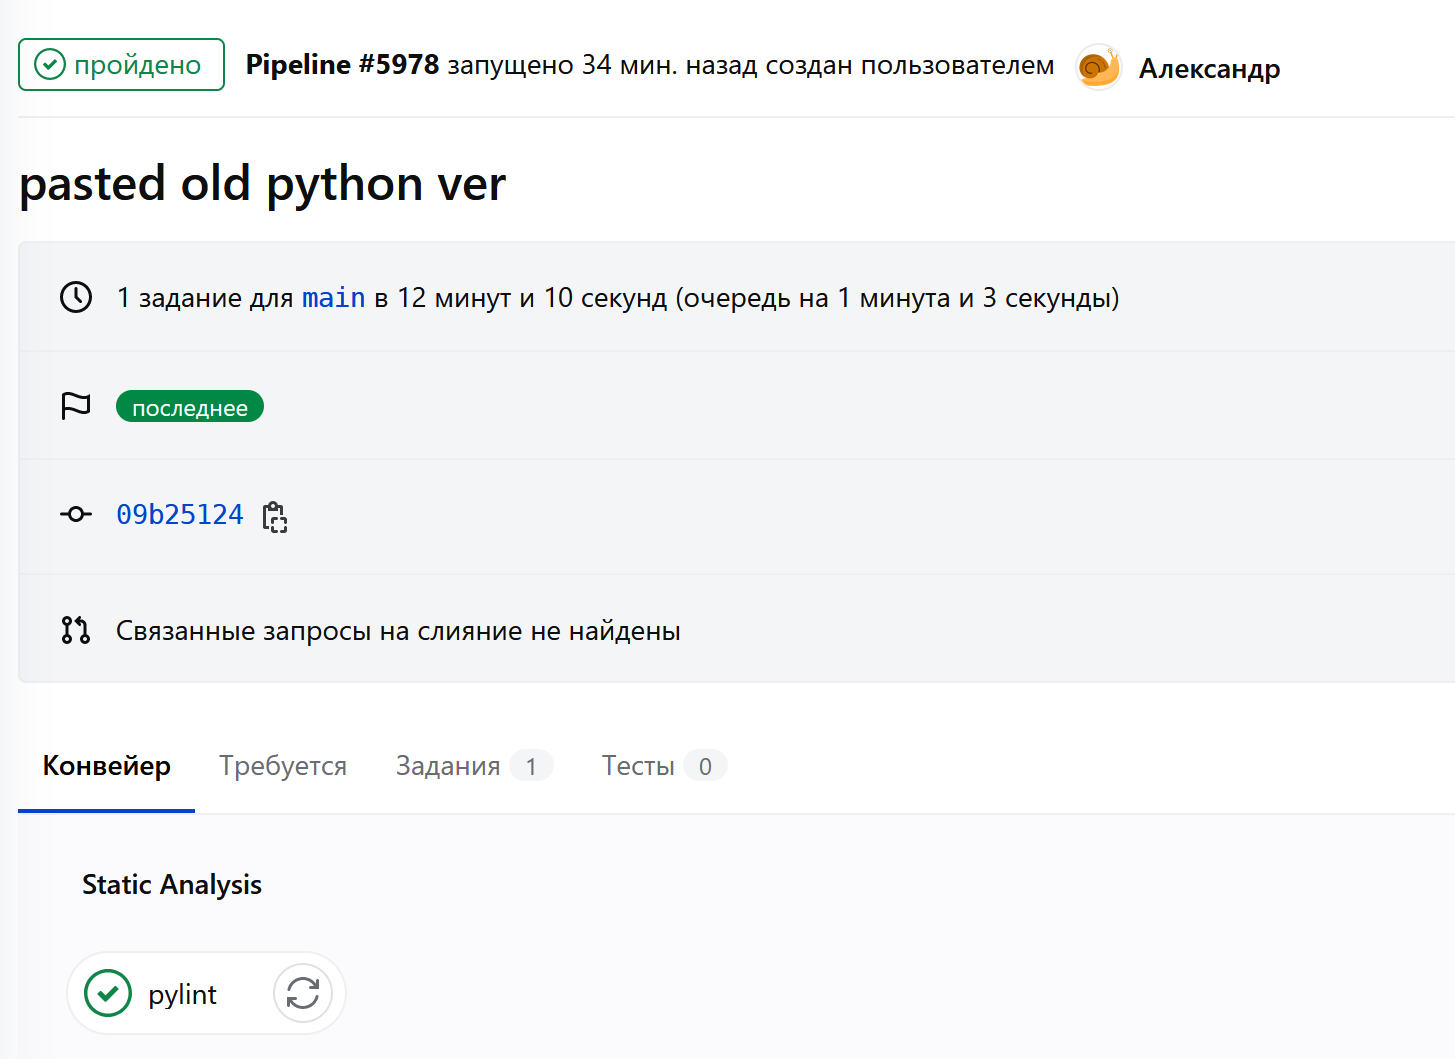 пройдено Pipeline #5978 запущено 34 мин. назад создан пользователем Александр
pasted old python ver
1 задание для main в 12 минут и 10 секунд (очередь на 1 минута и 3 секунды)
последнее
09b25124
Связанные запросы на слияние не найдены
Конвейер Требуется Задания 1 Тесты 0
Static Analysis
pylint